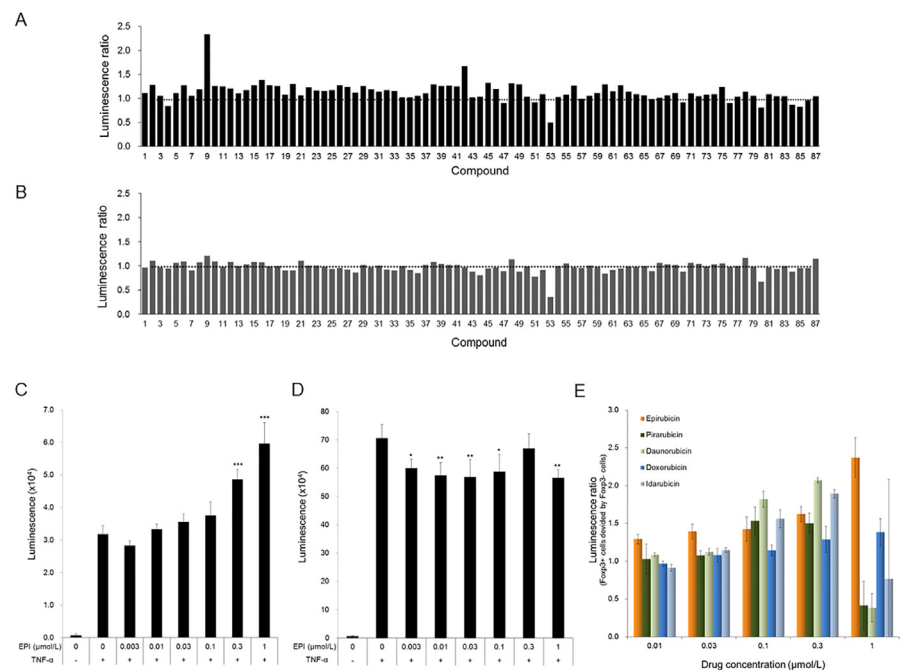 A
Luminescence ratio
2.5
2.0
1.5
1.0
0.5
0.0
1 3 5 7 9 11 13 15 17 19 21 23 25 27 29 31 33 35 37 39 41 43 45 47 49 51 53 55 57 59 61 63 65 67 69 71 73 75 77 79 81 83 85 87
Compound
B
Luminescence ratio
2.5
2.0
1.5
1.0
0.5
0.0
1 3 5 7 9 11 13 15 17 19 21 23 25 27 29 31 33 35 37 39 41 43 45 47 49 51 53 55 57 59 61 63 65 67 69 71 73 75 77 79 81 83 85 87
Compound
C
Luminescence (x10⁴)
7.0
6.0
5.0
4.0
3.0
2.0
1.0
0.0
***
***
EPI (μmol/L) 0 0 0.003 0.01 0.03 0.1 0.3 1
TNF-α - + + + + + + +
D
Luminescence (x10⁴)
80
70
60
50
40
30
20
10
0
* ** ** * **
EPI (μmol/L) 0 0 0.003 0.01 0.03 0.1 0.3 1
TNF-α - + + + + + + +
E
Luminescence ratio
(Foxp3+ cells devided by Foxp3- cells)
3.0
2.5
2.0
1.5
1.0
0.5
0.0
Epirubicin
Pirarubicin
Daunorubicin
Doxorubicin
Idarubicin
0.01 0.03 0.1 0.3 1
Drug concentration (μmol/L)